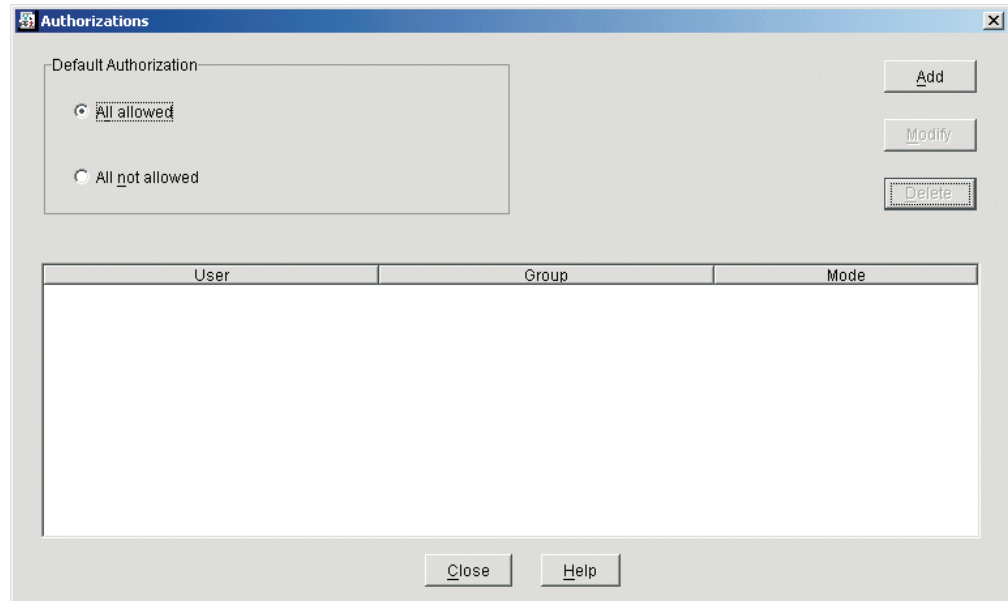 Authorizations
Default Authorization
All allowed
All not allowed
Add
Modify
Delete
User Group Mode
Close Help